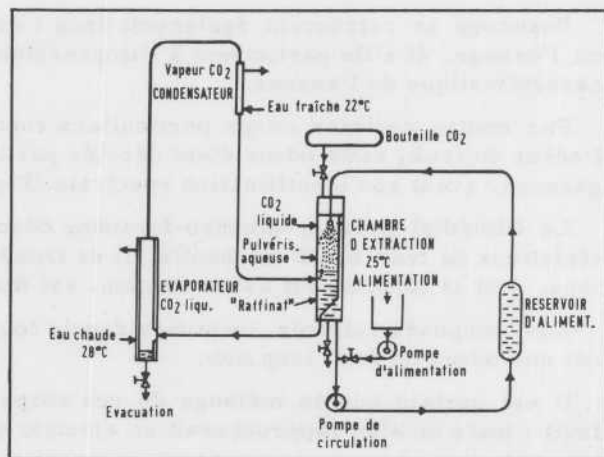 Vapeur CO2
CONDENSATEUR
Eau fraîche 22°C
Bouteille CO2
CO2
liquide
Pulvéris.
aqueuse
CHAMBRE
D EXTRACTION
25°C
ALIMENTATION
EVAPORATEUR
CO2 liqu.
"Raffinat"
RESERVOIR
D'ALIMENT.
Eau chaude
28°C
Pompe
d'alimentation
Evacuation
Pompe de
circulation